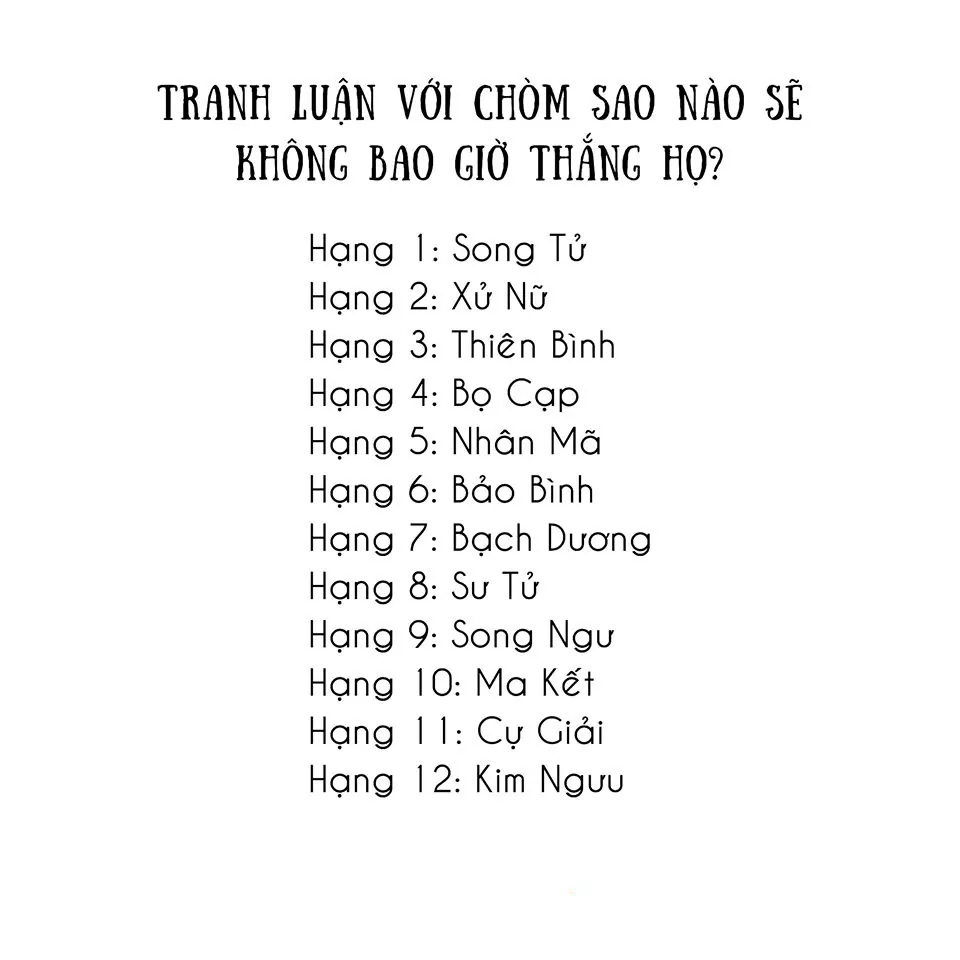 TRANH LUẬN VỚI CHÒM SAO NÀO SẼ
KHÔNG BAO GIỜ THẮNG HỌ?
Hạng 1: Song Tử
Hạng 2: Xử Nữ
Hạng 3: Thiên Bình
Hạng 4: Bọ Cạp
Hạng 5: Nhân Mã
Hạng 6: Bảo Bình
Hạng 7: Bạch Dương
Hạng 8: Sư Tử
Hạng 9: Song Ngư
Hạng 10: Ma Kết
Hạng 11: Cự Giải
Hạng 12: Kim Ngưu